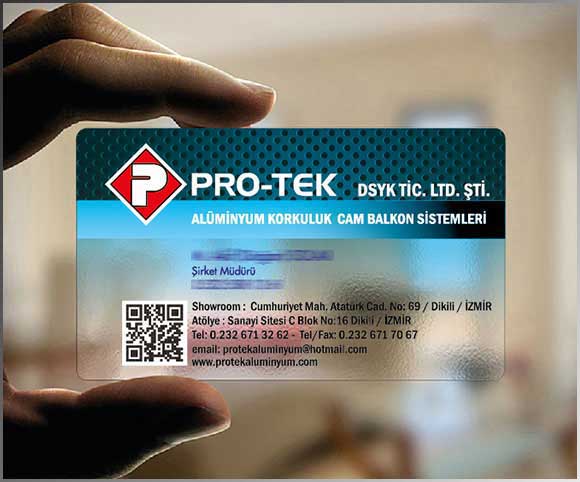 P
PRO-TEK DSYK TİC. LTD. ŞTİ.
ALÜMİNYUM KORKULUK CAM BALKON SİSTEMLERİ
Şirket Müdürü
Showroom : Cumhuriyet Mah. Atatürk Cad. No: 69 / Dikili / İZMİR
Atölye : Sanayi Sitesi C Blok No:16 Dikili / İZMİR
Tel: 0.232 671 32 62 - Tel/Fax: 0.232 671 70 67
email: protekaluminyum@hotmail.com
www.protekaluminyum.com